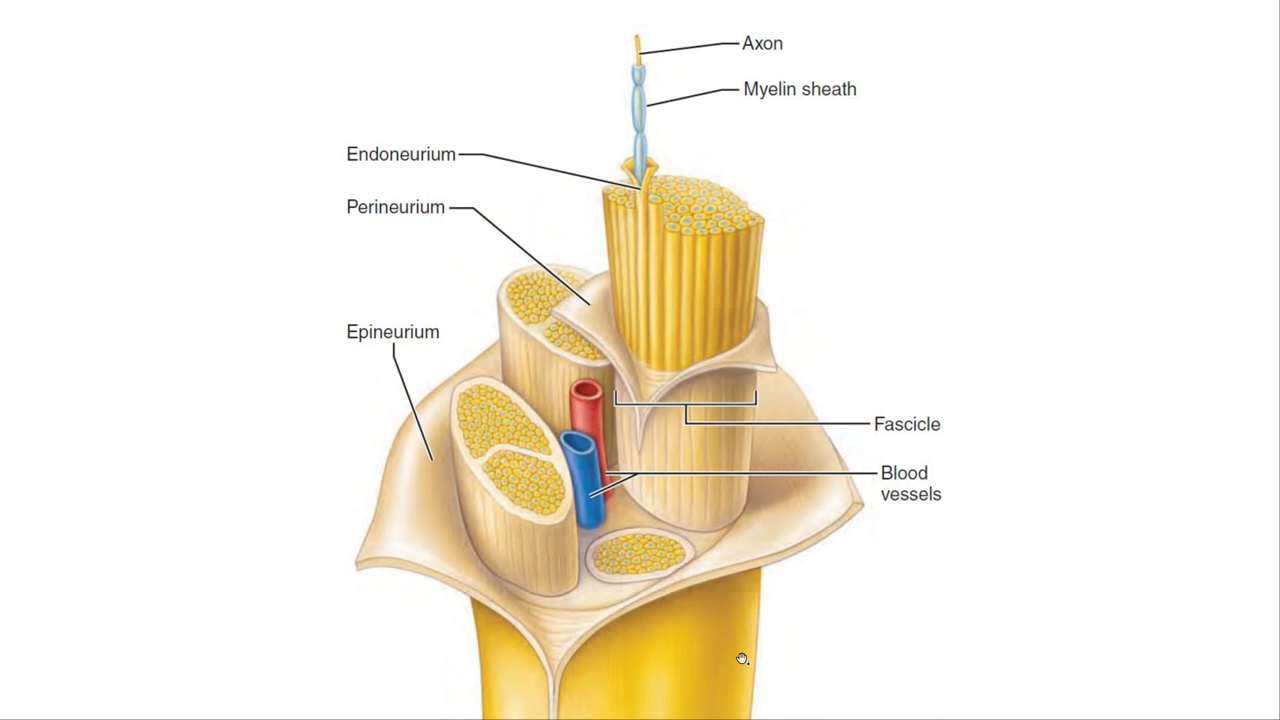 Axon
Myelin sheath
Endoneurium
Perineurium
Epineurium
Fascicle
Blood
vessels